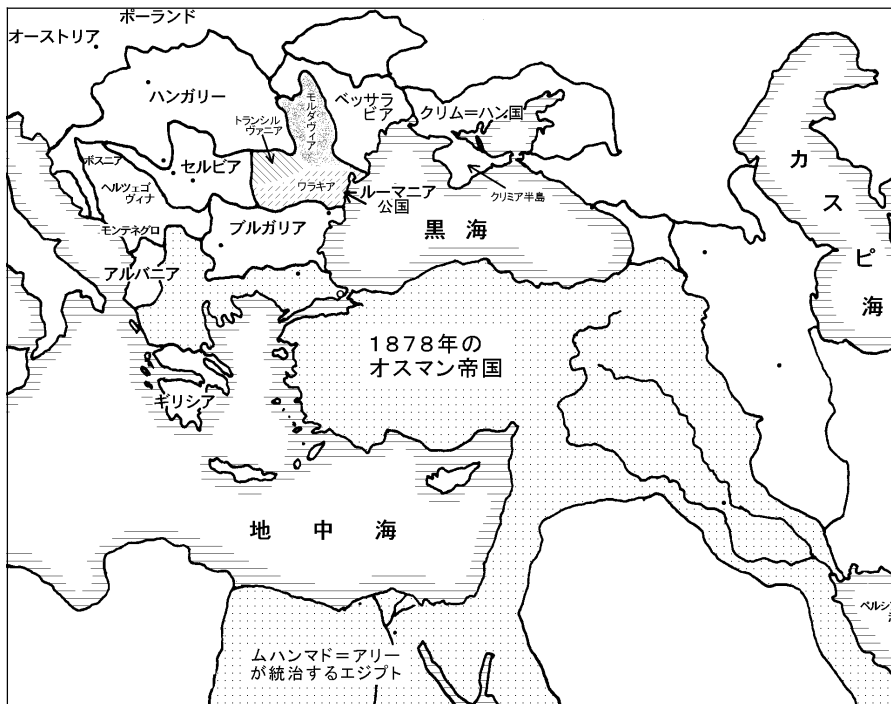 ポーランド
オーストリア
ハンガリー
モルダヴィア
ベッサラ
ビア
クリム=ハン国
トランシル
ヴァニア
カスピ海
ボスニア
セルビア
ヘルツェゴ
ヴィナ
ワラキア
ルーマニア
公国
クリミア半島
モンテネグロ
ブルガリア
黒海
アルバニア
1878年の
オスマン帝国
ギリシア
地中海
ムハンマド=アリー
が統治するエジプト